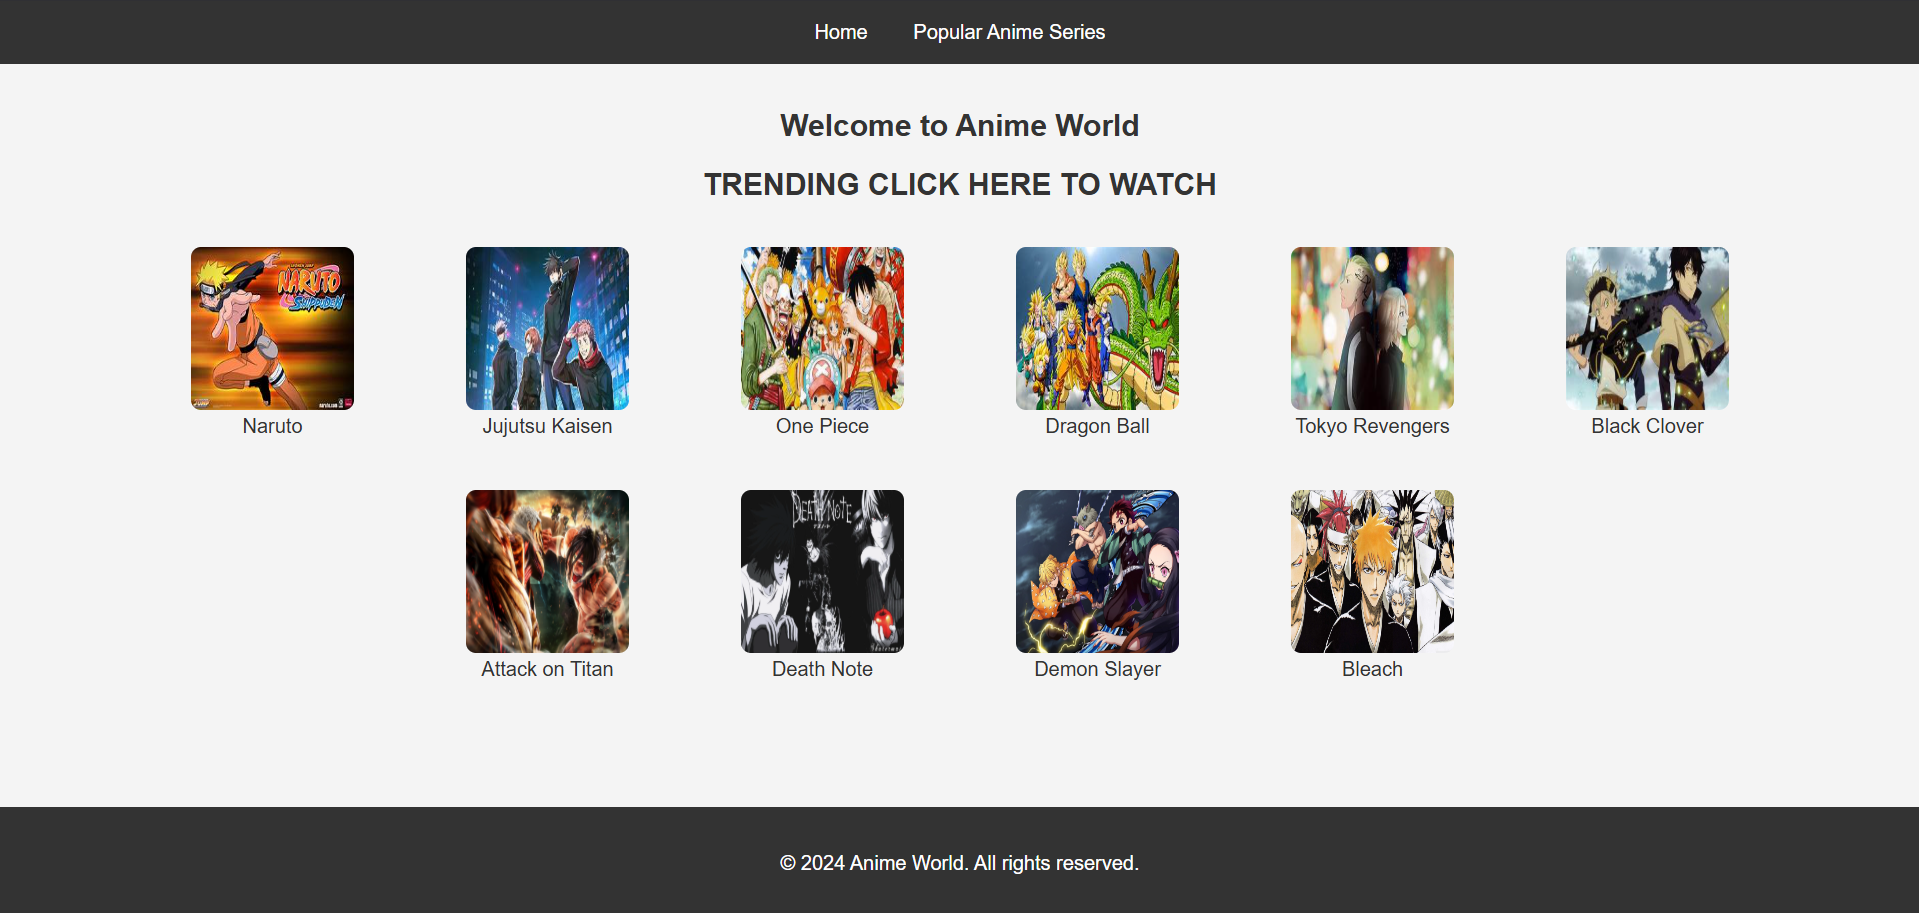 Home Popular Anime Series
Welcome to Anime World
TRENDING CLICK HERE TO WATCH
NARUTO
SHIPPUDEN
Naruto Jujutsu Kaisen One Piece Dragon Ball Tokyo Revengers Black Clover
DEATH NOTE
Attack on Titan Death Note Demon Slayer Bleach
© 2024 Anime World. All rights reserved.